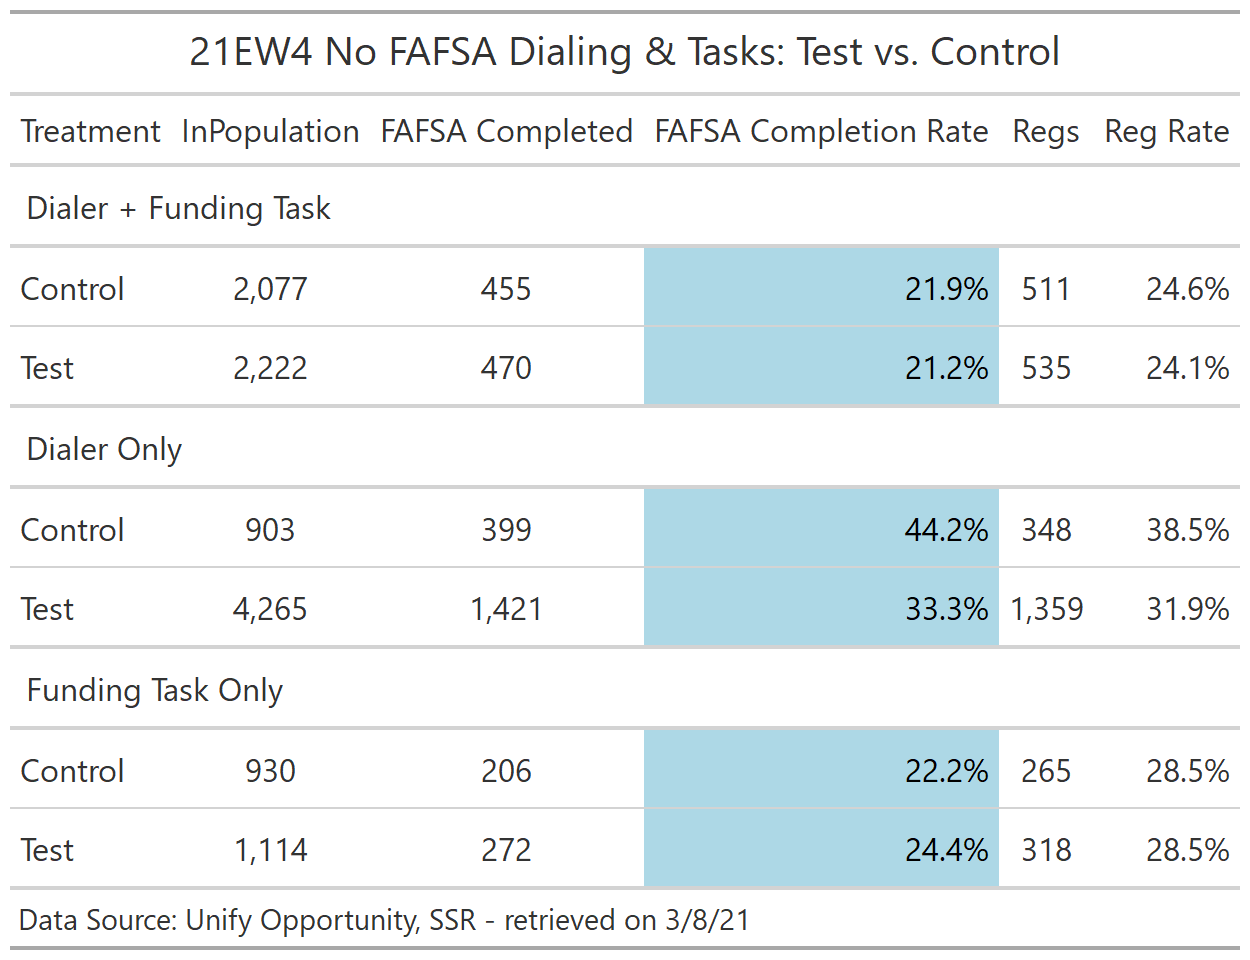 21EW4 No FAFSA Dialing & Tasks: Test vs. Control
Treatment InPopulation FAFSA Completed FAFSA Completion Rate Regs Reg Rate
Dialer + Funding Task
Control 2,077 455 21.9% 511 24.6%
Test 2,222 470 21.2% 535 24.1%
Dialer Only
Control 903 399 44.2% 348 38.5%
Test 4,265 1,421 33.3% 1,359 31.9%
Funding Task Only
Control 930 206 22.2% 265 28.5%
Test 1,114 272 24.4% 318 28.5%
Data Source: Unify Opportunity, SSR - retrieved on 3/8/21